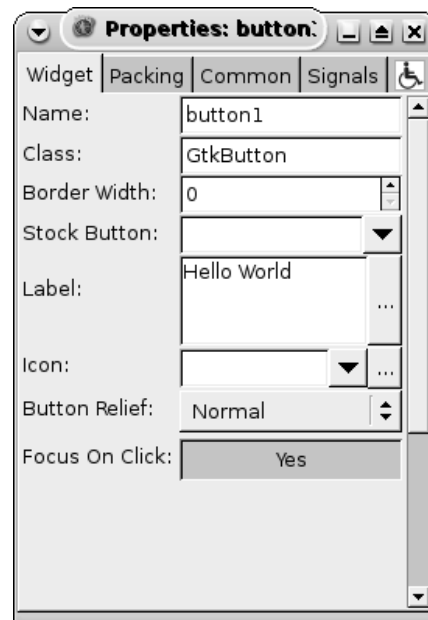 Properties: button
Widget Packing Common Signals
Name: button1
Class: GtkButton
Border Width: 0
Stock Button:
Label: Hello World
...
Icon: ...
Button Relief: Normal
Focus On Click: Yes